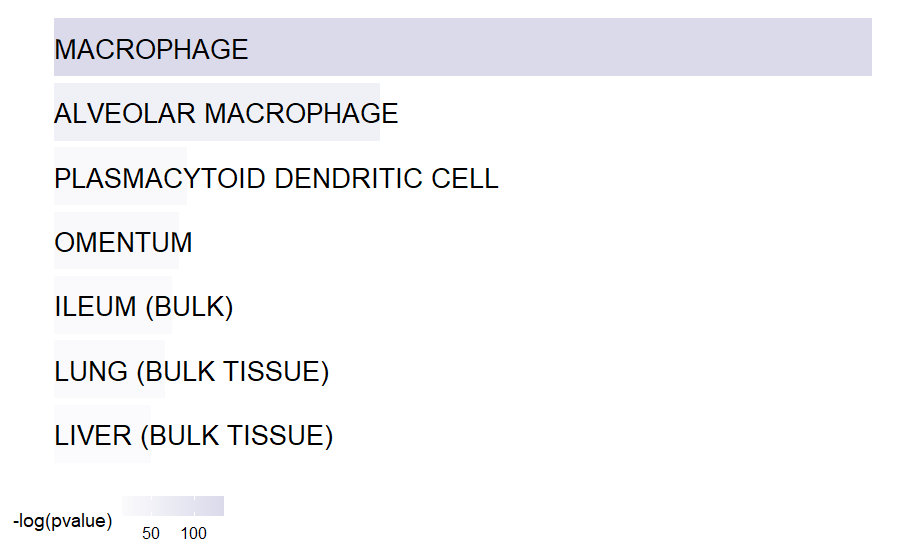 MACROPHAGE
ALVEOLAR MACROPHAGE
PLASMACYTOID DENDRITIC CELL
OMENTUM
ILEUM (BULK)
LUNG (BULK TISSUE)
LIVER (BULK TISSUE)
-log(pvalue)
50 100